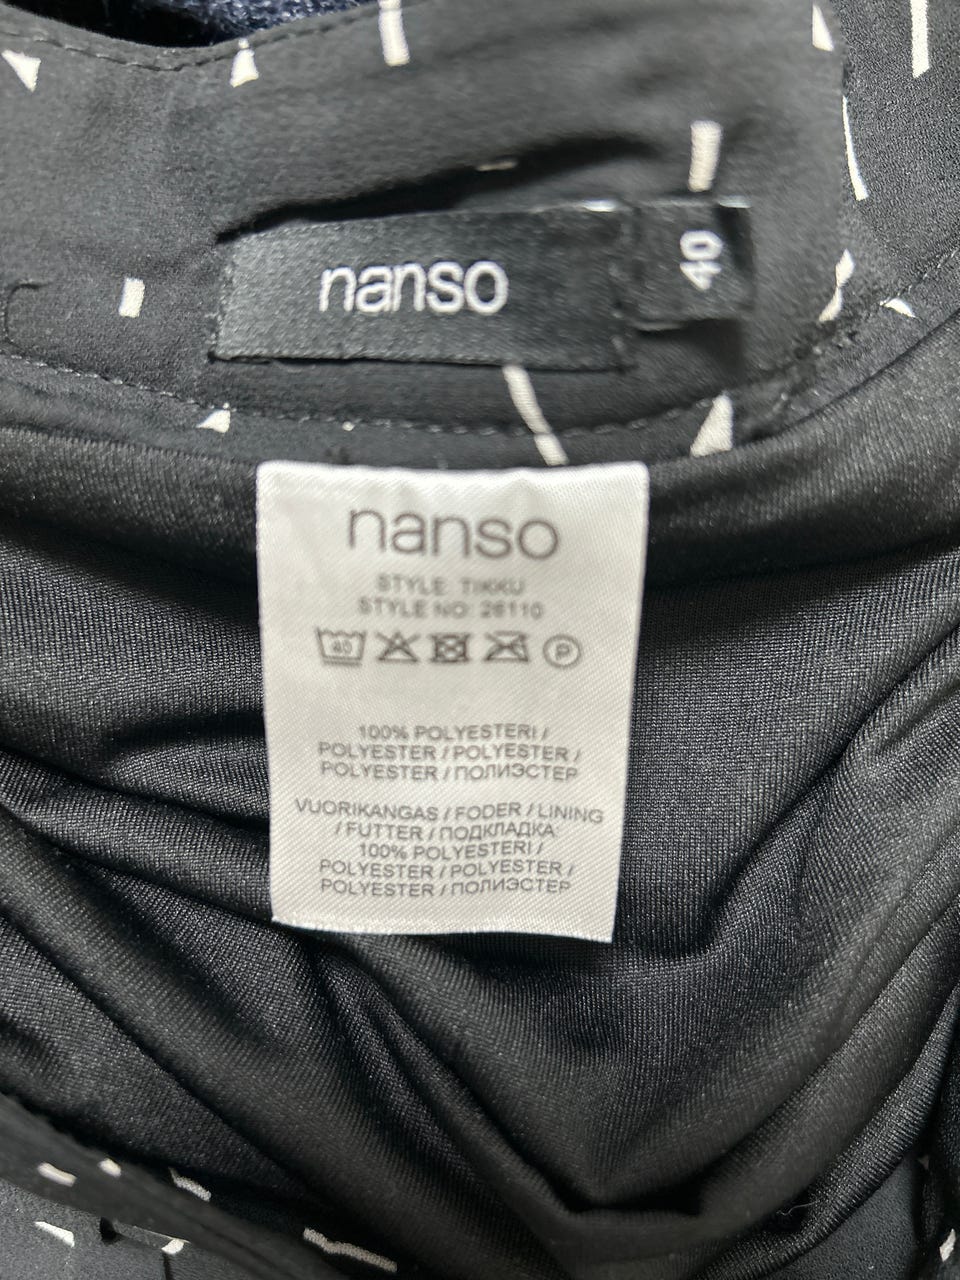 nanso
40
nanso
STYLE: TIKKU
STYLE NO: 26110
40
P
100% POLYESTERI /
POLYESTER / POLYESTER /
POLYESTER / ПОЛИЭСТЕР
VUORIKANGAS / FODER / LINING
/ FUTTER / ПОДКЛАДКА:
100% POLYESTERI /
POLYESTER / POLYESTER /
POLYESTER / ПОЛИЭСТЕР